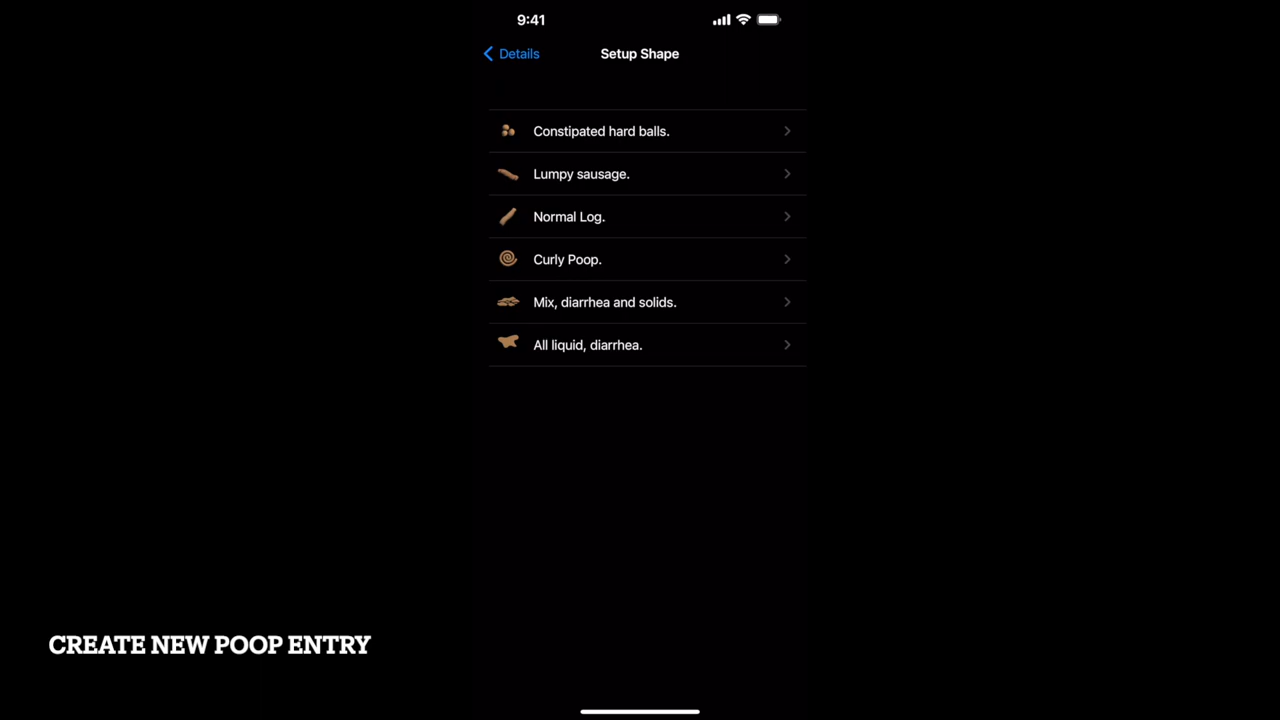 9:41
Details
Setup Shape
Constipated hard balls.
Lumpy sausage.
Normal Log.
Curly Poop.
Mix, diarrhea and solids.
All liquid, diarrhea.
CREATE NEW POOP ENTRY